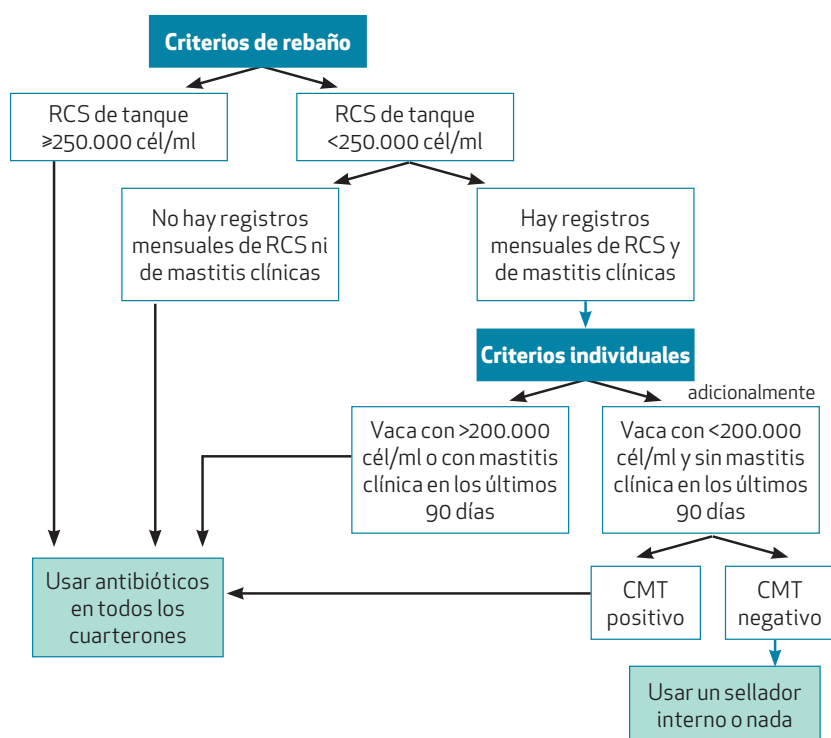 Criterios de rebaño
RCS de tanque
≥250.000 cél/ml
RCS de tanque
<250.000 cél/ml
No hay registros
mensuales de RCS ni
de mastitis clínicas
Hay registros
mensuales de RCS y
de mastitis clínicas
Criterios individuales
adicionalmente
Vaca con >200.000
cél/ml o con mastitis
clínica en los últimos
90 días
Vaca con <200.000
cél/ml y sin mastitis
clínica en los últimos
90 días
Usar antibióticos
en todos los
cuarterones
CMT
positivo
CMT
negativo
Usar un sellador
interno o nada